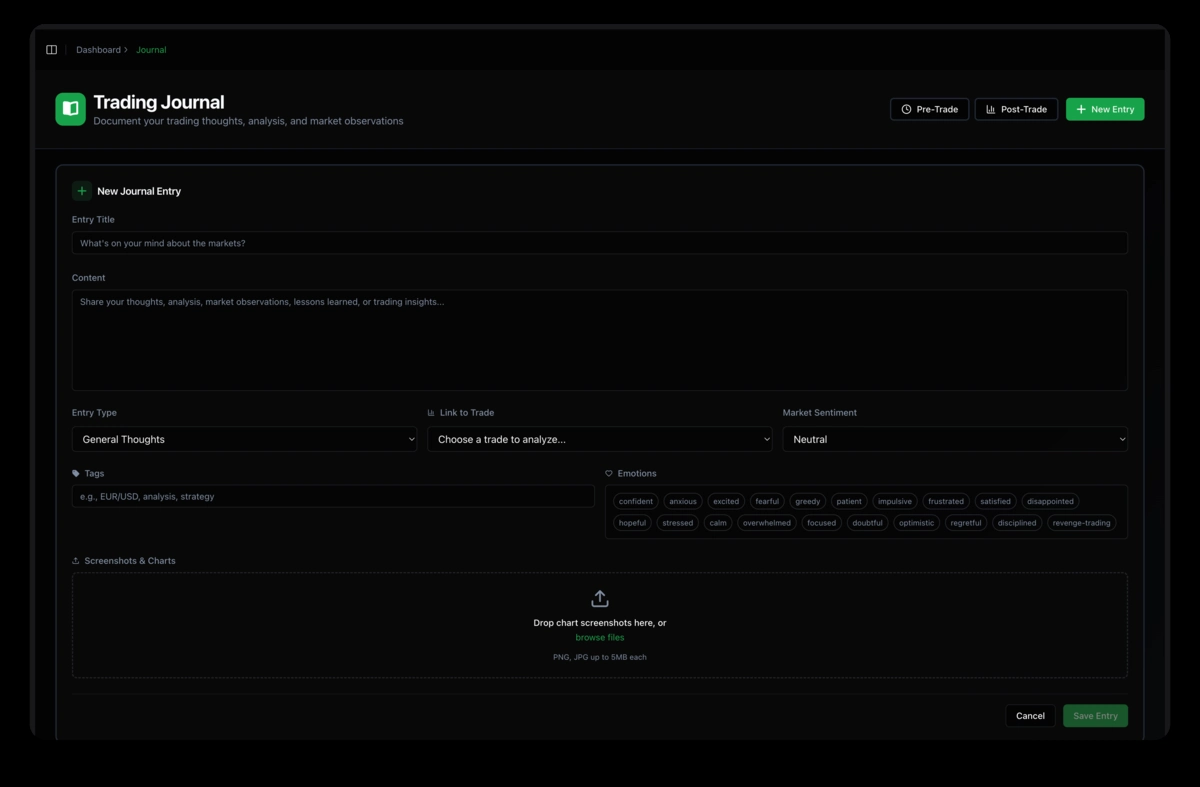 Dashboard > Journal
Trading Journal
Document your trading thoughts, analysis, and market observations
Pre-Trade
Post-Trade
+ New Entry
+ New Journal Entry
Entry Title
What's on your mind about the markets?
Content
Share your thoughts, analysis, market observations, lessons learned, or trading insights...
Entry Type
Link to Trade
Market Sentiment
General Thoughts
Choose a trade to analyze...
Neutral
Tags
Emotions
e.g., EUR/USD, analysis, strategy
confident anxious excited fearful greedy patient impulsive frustrated satisfied disappointed
hopeful stressed calm overwhelmed focused doubtful optimistic regretful disciplined revenge-trading
Screenshots & Charts
Drop chart screenshots here, or
browse files
PNG, JPG up to 5MB each
Cancel
Save Entry